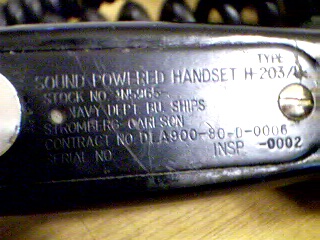 TYPE
SOUND POWERED HANDSET H-203/
STOCK NO. 3N5965-
NAVY DEPT BU. SHIPS
STROMBERG-CARLSON
CONTRACT NO. DLA900-80-D-0006
SERIAL NO. INSP -0002